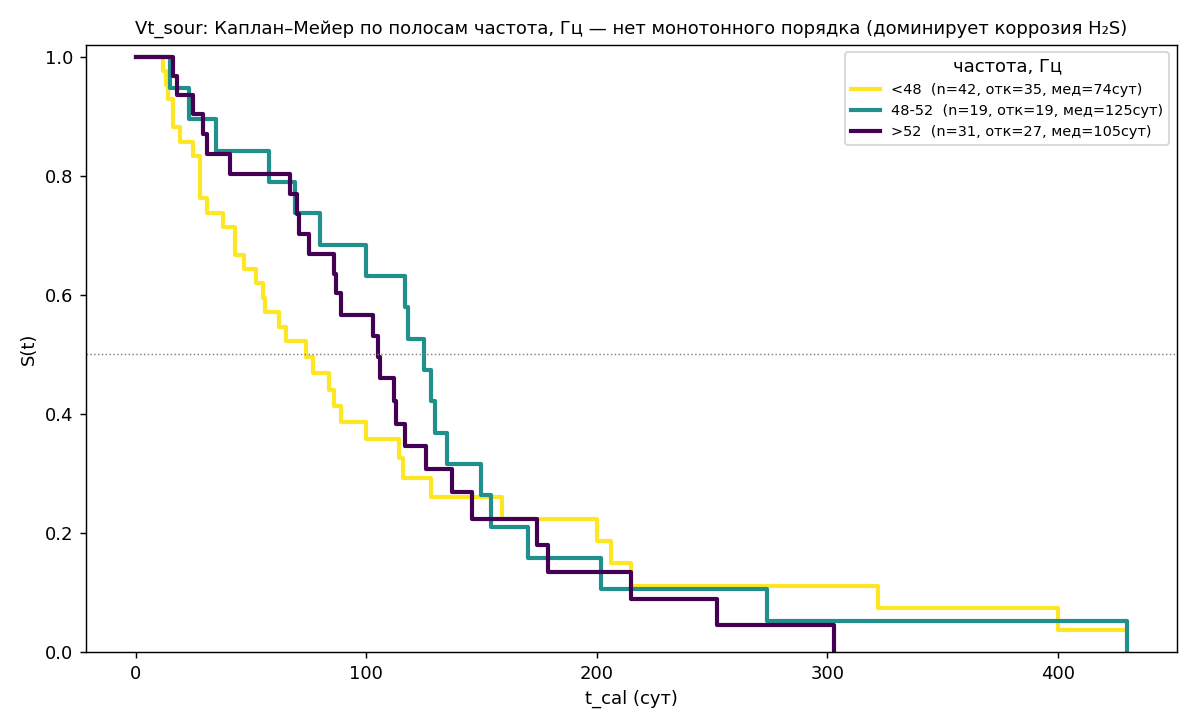 Vt_sour: Каплан–Мейер по полосам частота, Гц — нет монотонного порядка (доминирует коррозия H₂S)
частота, Гц
<48 (n=42, отк=35, мед=74сут)
48-52 (n=19, отк=19, мед=125сут)
>52 (n=31, отк=27, мед=105сут)
S(t)
1.0
0.8
0.6
0.4
0.2
0.0
0 100 200 300 400
t_cal (сут)